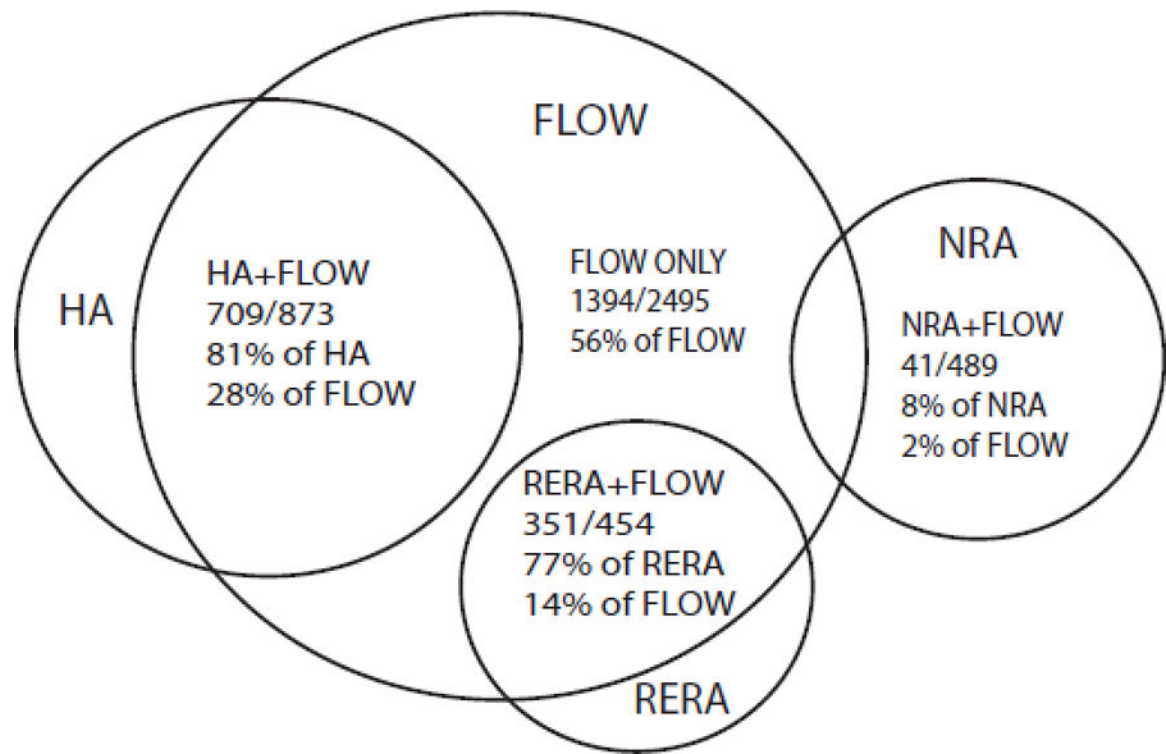 FLOW
HA
HA+FLOW
709/873
81% of HA
28% of FLOW
FLOW ONLY
1394/2495
56% of FLOW
NRA
NRA+FLOW
41/489
8% of NRA
2% of FLOW
RERA+FLOW
351/454
77% of RERA
14% of FLOW
RERA